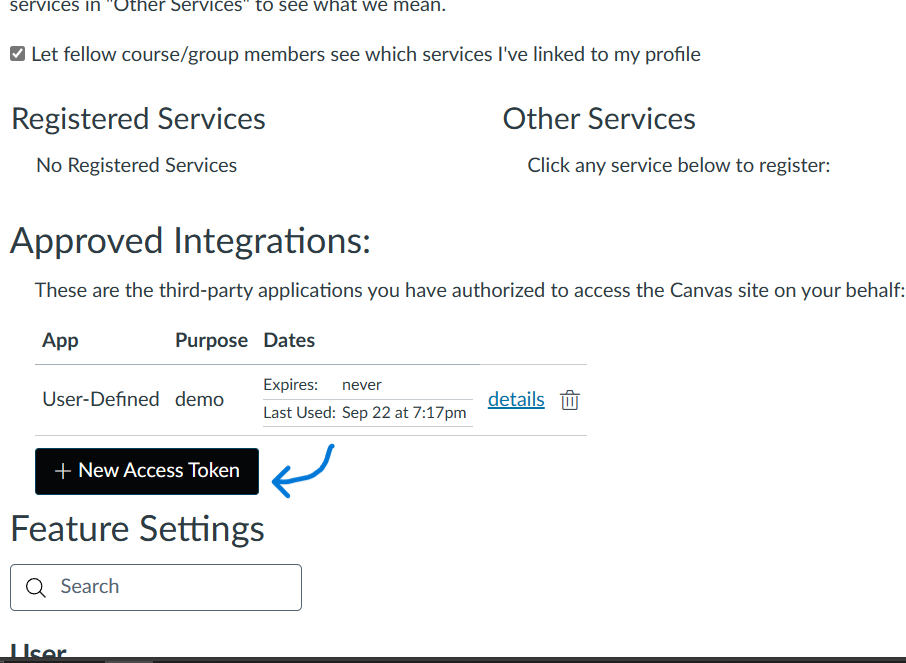 services in "Other Services" to see what we mean.
Let fellow course/group members see which services I've linked to my profile
Registered Services
Other Services
No Registered Services
Click any service below to register:
Approved Integrations:
These are the third-party applications you have authorized to access the Canvas site on your behalf:
App Purpose Dates
User-Defined demo Expires: never
Last Used: Sep 22 at 7:17pm details
+ New Access Token
Feature Settings
Search
User